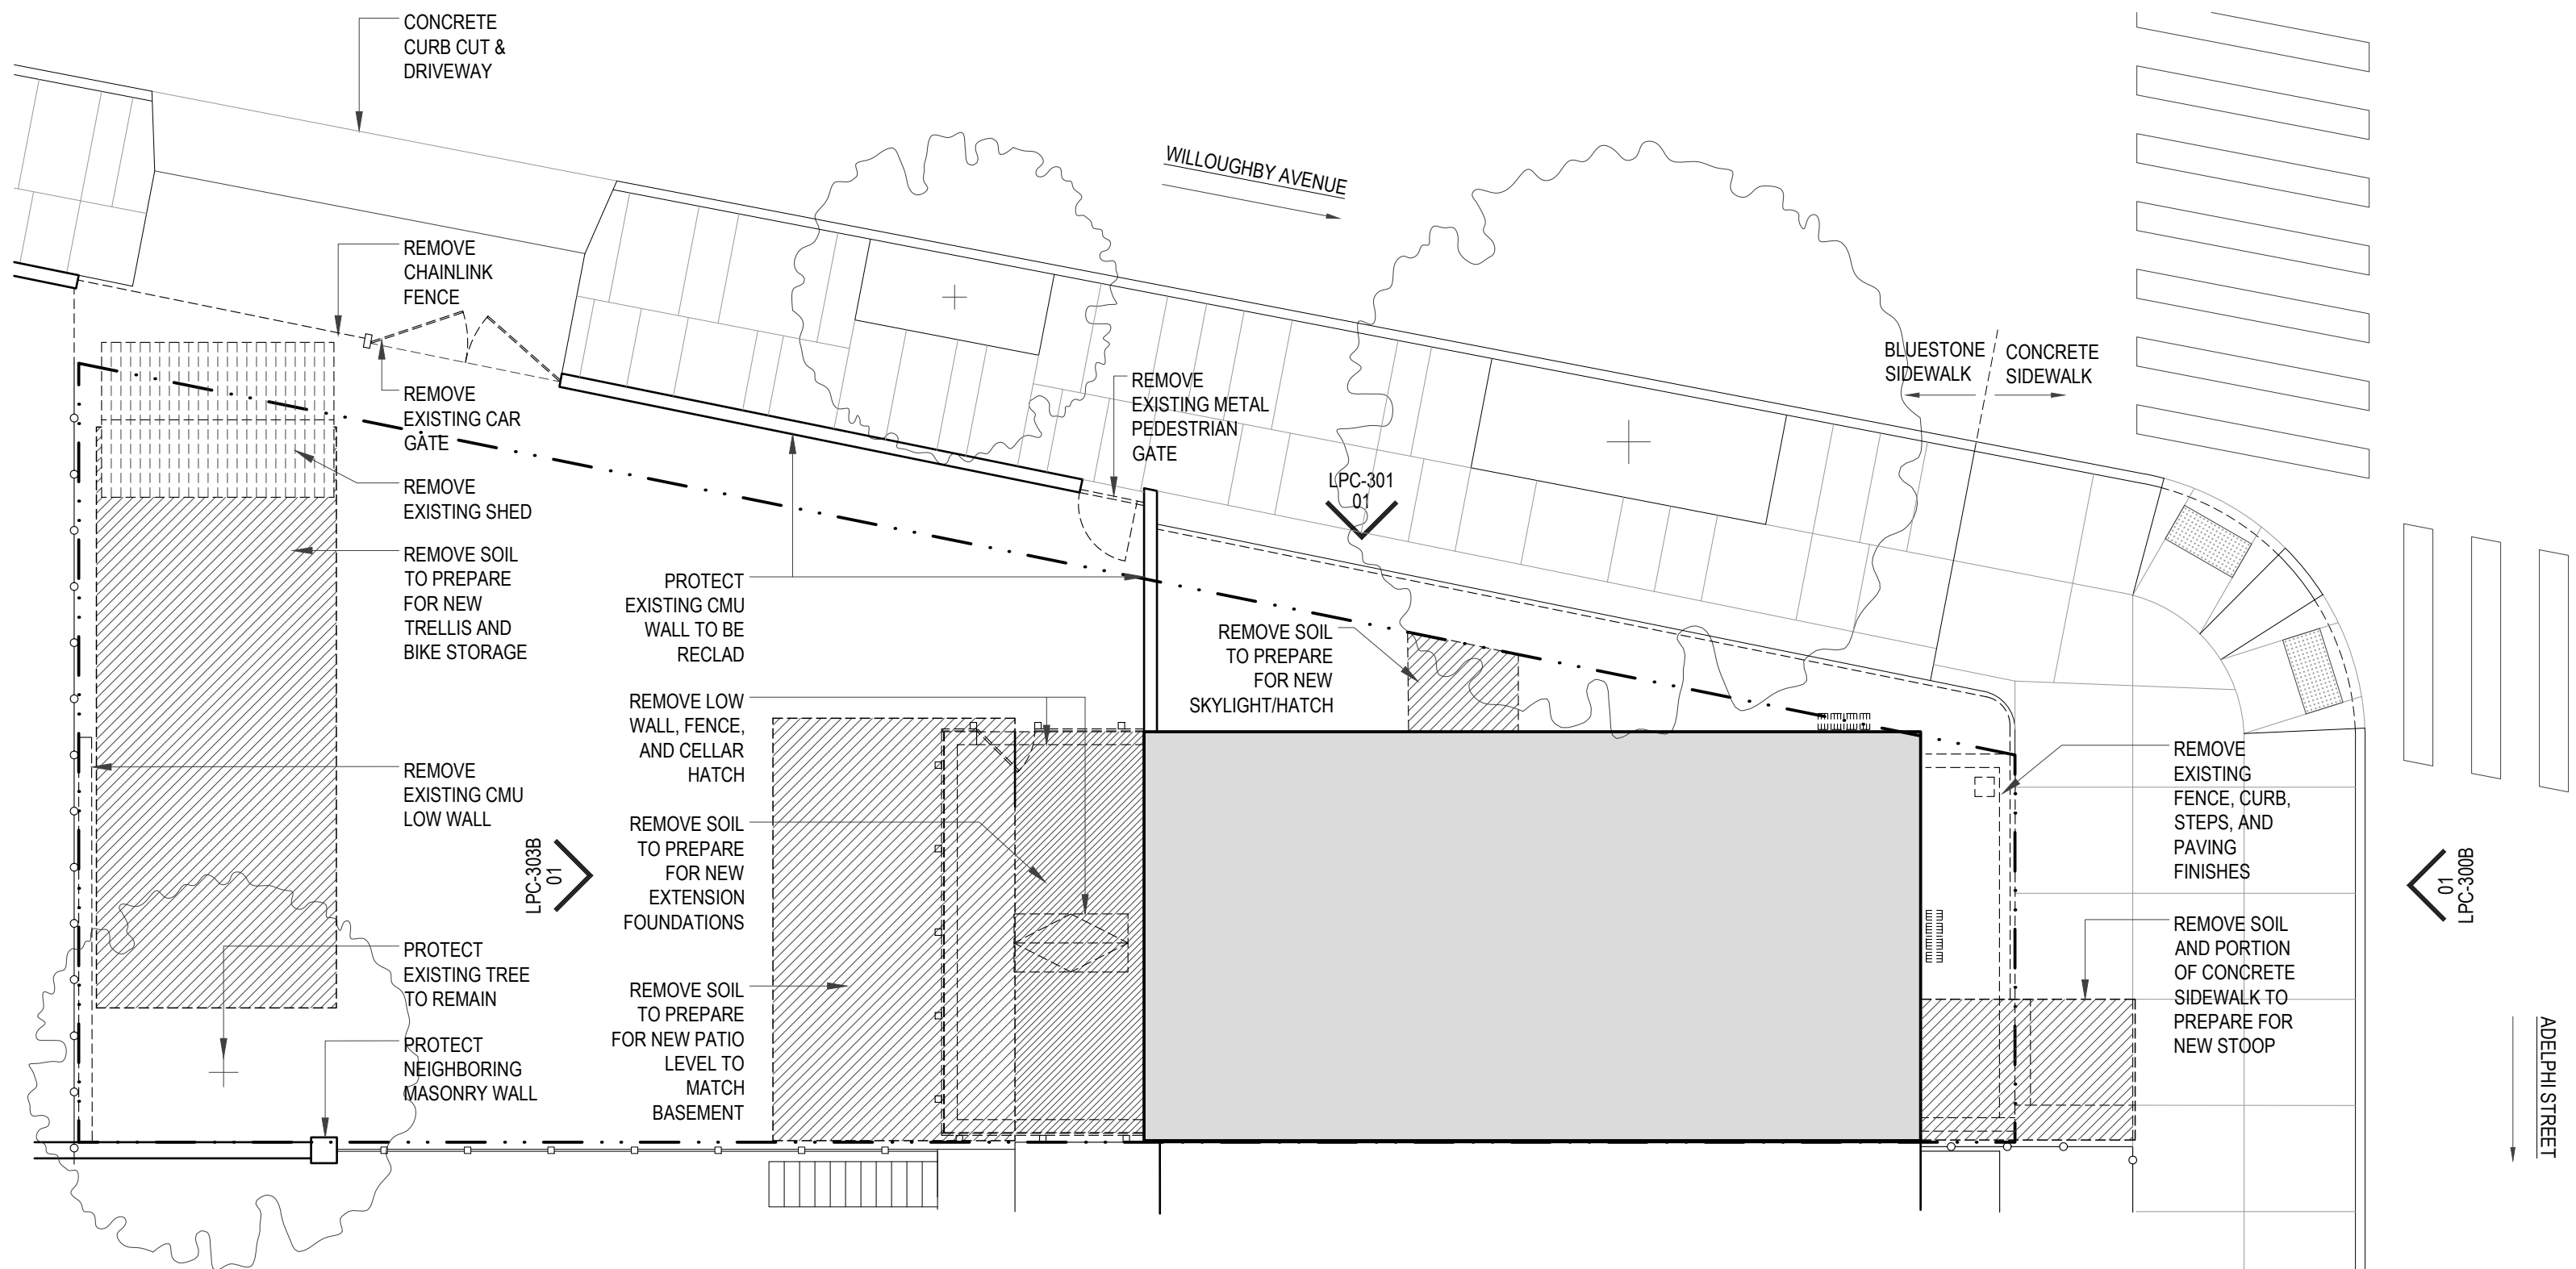 CONCRETE
CURB CUT &
DRIVEWAY
WILLOUGHBY AVENUE
REMOVE
CHAINLINK
FENCE
REMOVE
EXISTING CAR
GATE
REMOVE
EXISTING SHED
REMOVE SOIL
TO PREPARE
FOR NEW
TRELLIS AND
BIKE STORAGE
REMOVE
EXISTING CMU
LOW WALL
PROTECT
EXISTING TREE
TO REMAIN
PROTECT
NEIGHBORING
MASONRY WALL
LPC-303B
01
PROTECT
EXISTING CMU
WALL TO BE
RECLAD
REMOVE LOW
WALL, FENCE,
AND CELLAR
HATCH
REMOVE SOIL
TO PREPARE
FOR NEW
EXTENSION
FOUNDATIONS
REMOVE SOIL
TO PREPARE
FOR NEW PATIO
LEVEL TO
MATCH
BASEMENT
REMOVE
EXISTING METAL
PEDESTRIAN
GATE
LPC-301
01
REMOVE SOIL
TO PREPARE
FOR NEW
SKYLIGHT/HATCH
BLUESTONE
SIDEWALK
CONCRETE
SIDEWALK
REMOVE
EXISTING
FENCE, CURB,
STEPS, AND
PAVING
FINISHES
REMOVE SOIL
AND PORTION
OF CONCRETE
SIDEWALK TO
PREPARE FOR
NEW STOOP
01
LPC-300B
ADELPHI STREET